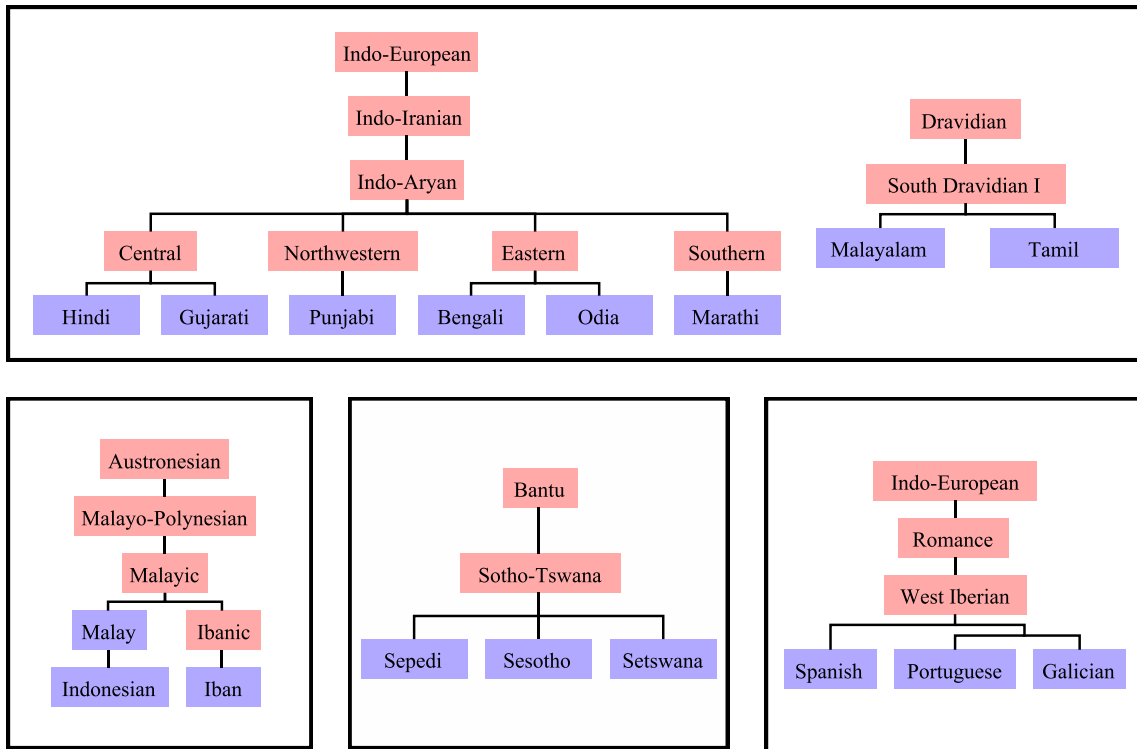 Indo-European
Indo-Iranian
Dravidian
Indo-Aryan
South Dravidian I
Central
Northwestern
Eastern
Southern
Malayalam
Tamil
Hindi
Gujarati
Punjabi
Bengali
Odia
Marathi
Austronesian
Malayo-Polynesian
Malayic
Malay
Ibanic
Indonesian
Iban
Bantu
Sotho-Tswana
Sepedi
Sesotho
Setswana
Indo-European
Romance
West Iberian
Spanish
Portuguese
Galician